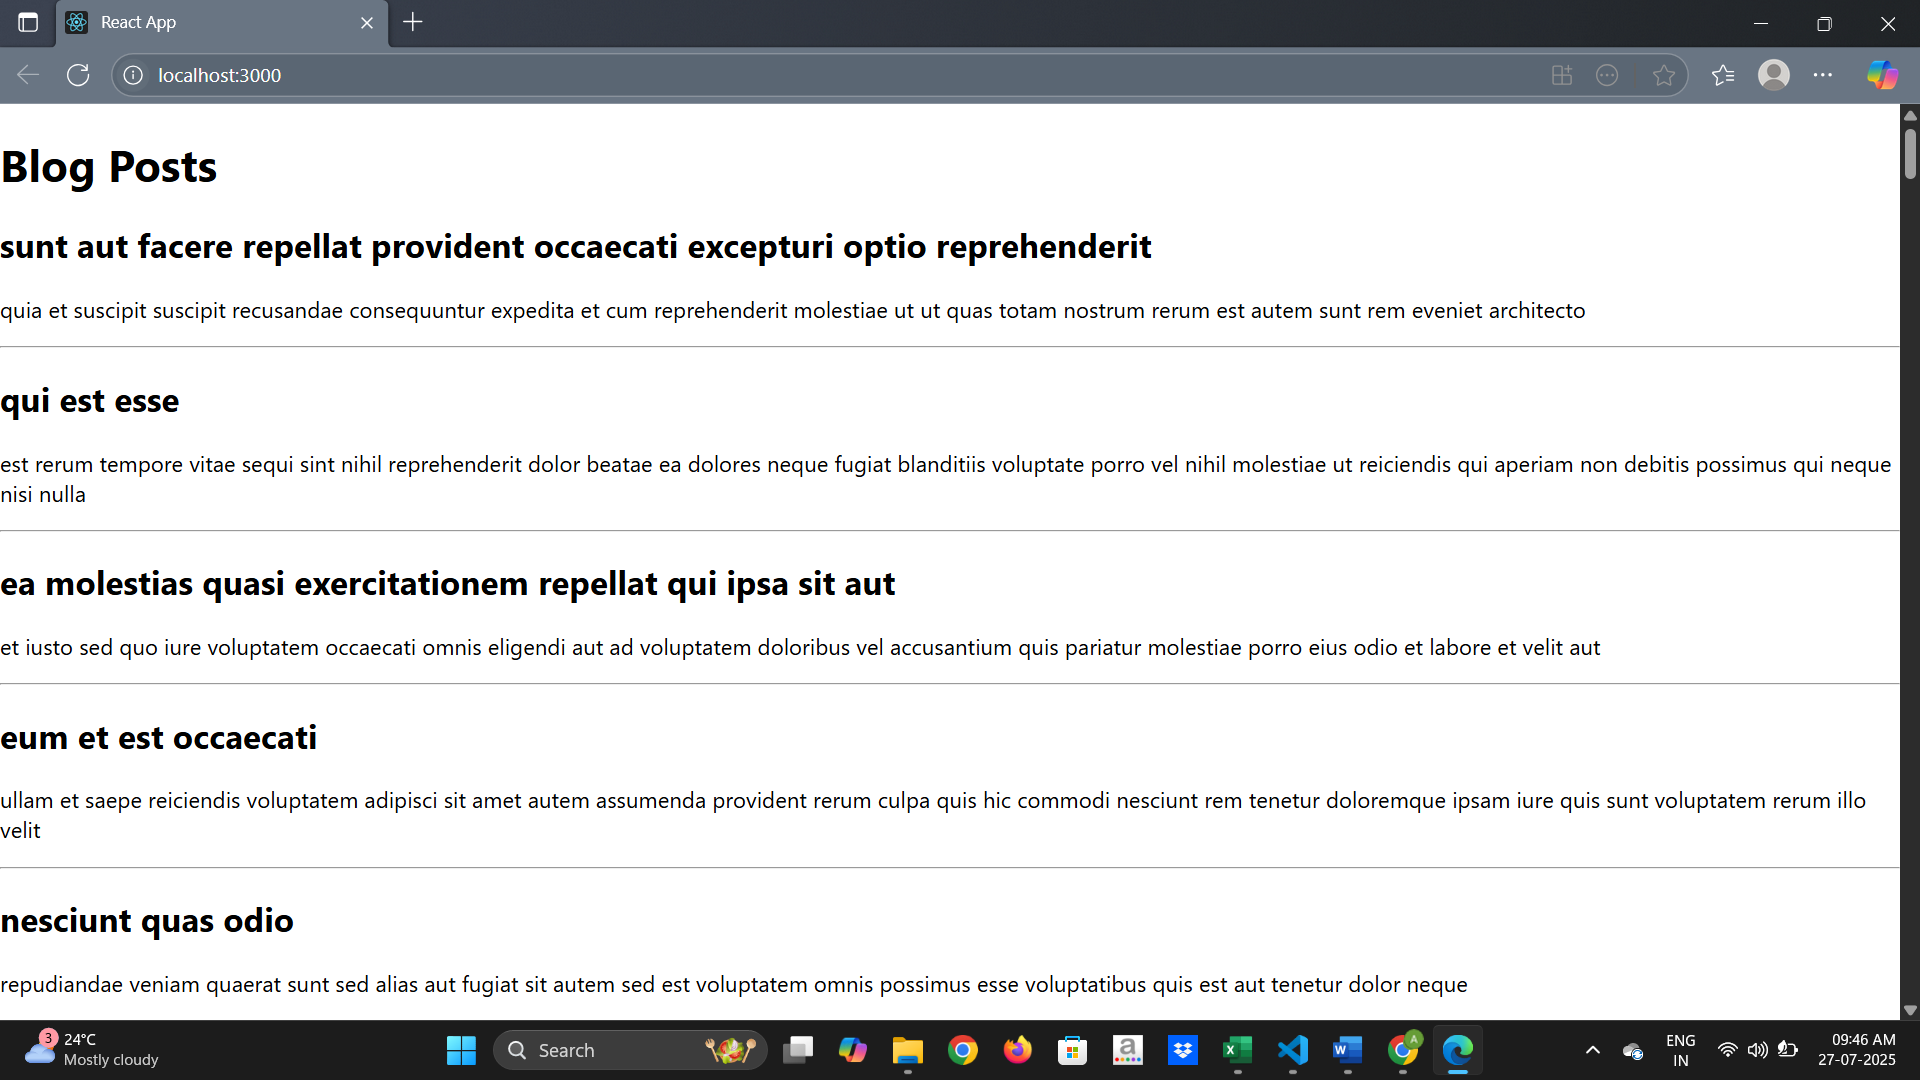 React App
localhost:3000
Blog Posts
sunt aut facere repellat provident occaecati excepturi optio reprehenderit
quia et suscipit suscipit recusandae consequuntur expedita et cum reprehenderit molestiae ut ut quas totam nostrum rerum est autem sunt rem eveniet architecto
qui est esse
est rerum tempore vitae sequi sint nihil reprehenderit dolor beatae ea dolores neque fugiat blanditiis voluptate porro vel nihil molestiae ut reiciendis qui aperiam non debitis possimus qui neque
nisi nulla
ea molestias quasi exercitationem repellat qui ipsa sit aut
et iusto sed quo iure voluptatem occaecati omnis eligendi aut ad voluptatem doloribus vel accusantium quis pariatur molestiae porro eius odio et labore et velit aut
eum et est occaecati
ullam et saepe reiciendis voluptatem adipisci sit amet autem assumenda provident rerum culpa quis hic commodi nesciunt rem tenetur doloremque ipsam iure quis sunt voluptatem rerum illo
velit
nesciunt quas odio
repudiandae veniam quaerat sunt sed alias aut fugiat sit autem sed est voluptatem omnis possimus esse voluptatibus quis est aut tenetur dolor neque
3
24°C
Mostly cloudy
Search
a
X
W
A
ENG
IN
09:46 AM
27-07-2025